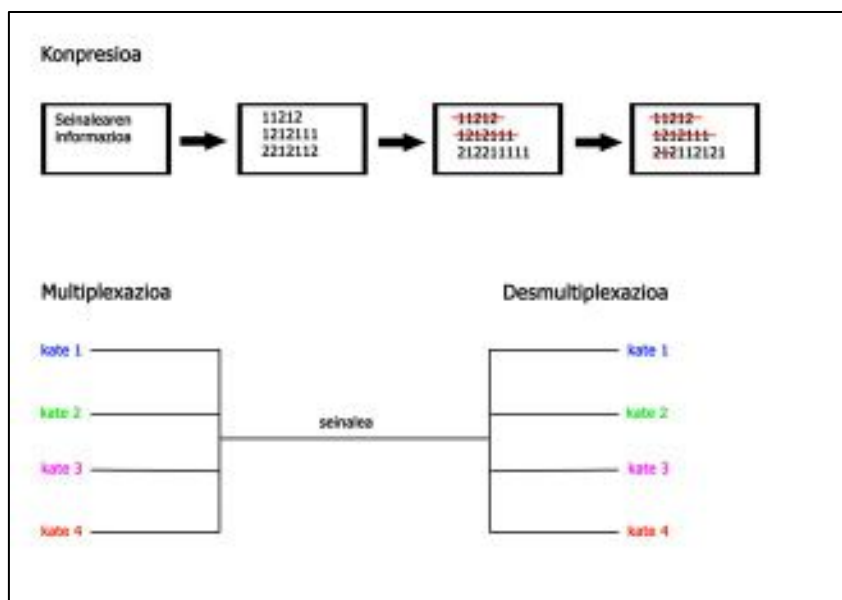 Konpresioa
Seinalearen
informazioa
11212
1212111
2212112
11212
1212111
212211111
11212
1212111
212112121
Multiplexazioa
Desmultiplexazioa
kate 1
kate 2
kate 3
kate 4
seinalea
kate 1
kate 2
kate 3
kate 4